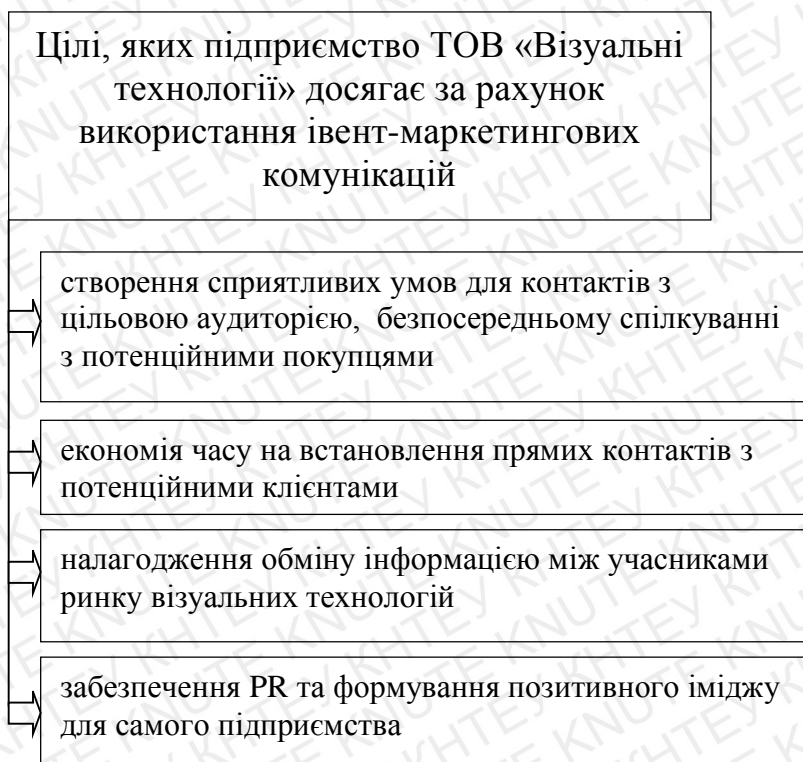 Цілі, яких підприємство ТОВ «Візуальні
технології» досягає за рахунок
використання івент-маркетингових
комунікацій
створення сприятливих умов для контактів з
цільовою аудиторією, безпосередньому спілкуванні
з потенційними покупцями
економія часу на встановлення прямих контактів з
потенційними клієнтами
налагодження обміну інформацією між учасниками
ринку візуальних технологій
забезпечення PR та формування позитивного іміджу
для самого підприємства